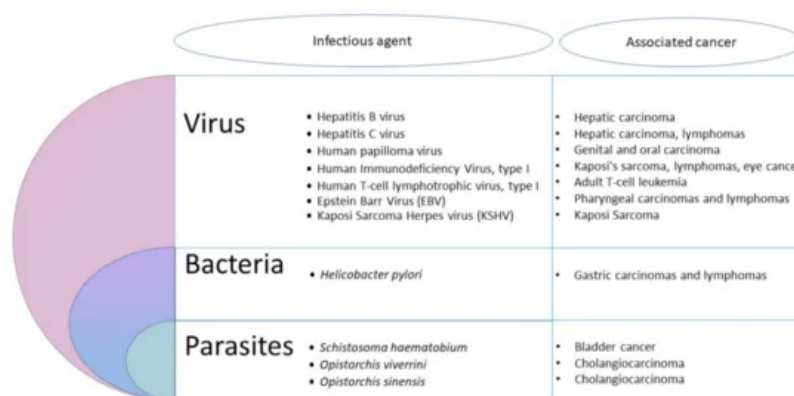 Infectious agent
Associated cancer
Virus
• Hepatitis B virus
• Hepatitis C virus
• Human papilloma virus
• Human Immunodeficiency Virus, type I
• Human T-cell lymphotrophic virus, type I
• Epstein Barr Virus (EBV)
• Kaposi Sarcoma Herpes virus (KSHV)
• Hepatic carcinoma
• Hepatic carcinoma, lymphomas
• Genital and oral carcinoma
• Kaposi's sarcoma, lymphomas, eye cance
• Adult T-cell leukemia
• Pharyngeal carcinomas and lymphomas
• Kaposi Sarcoma
Bacteria
• Helicobacter pylori
• Gastric carcinomas and lymphomas
Parasites
• Schistosoma haematobium
• Opistorchis viverrini
• Opistorchis sinensis
• Bladder cancer
• Cholangiocarcinoma
• Cholangiocarcinoma